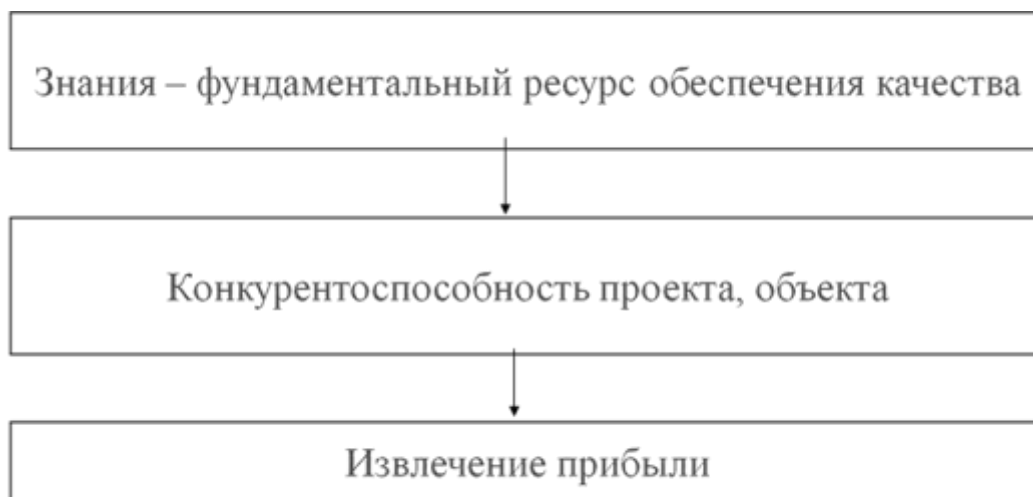 Знания – фундаментальный ресурс обеспечения качества
Конкурентоспособность проекта, объекта
Извлечение прибыли